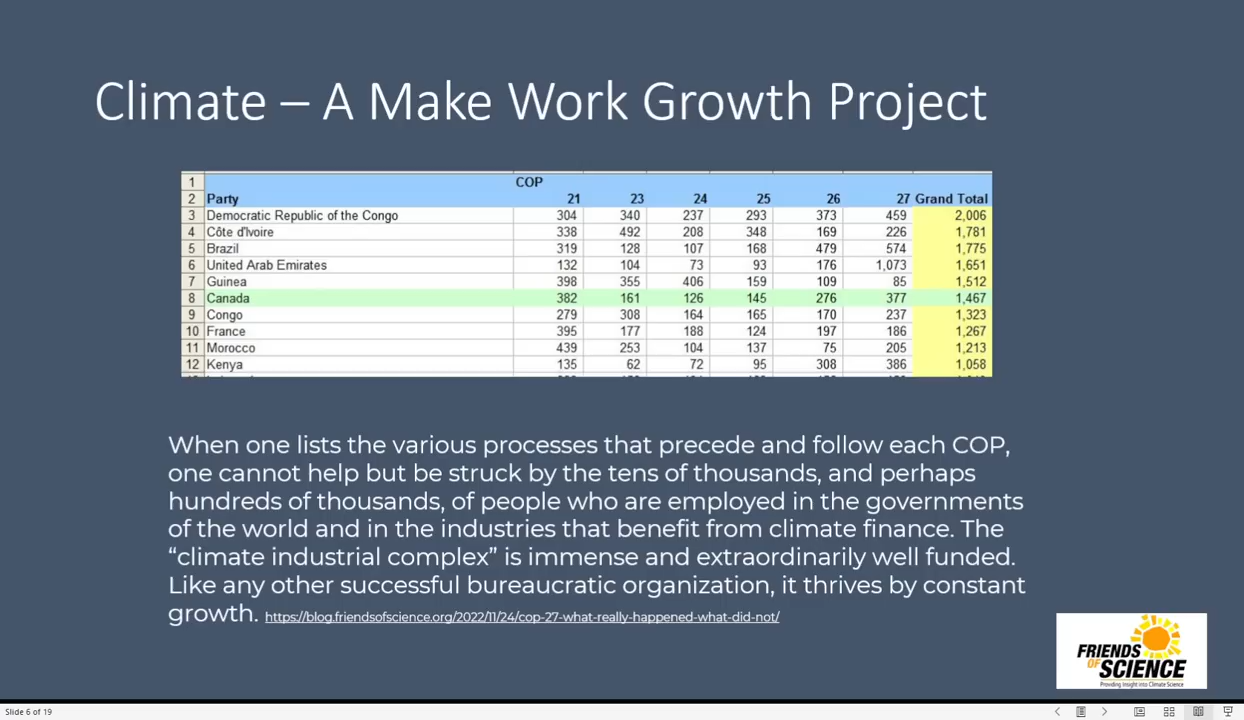 Climate – A Make Work Growth Project
1 COP
2 Party 21 23 24 25 26 27 Grand Total
3 Democratic Republic of the Congo 304 340 237 293 373 459 2,006
4 Côte d'Ivoire 338 492 208 348 169 226 1,781
5 Brazil 319 128 107 168 479 574 1,775
6 United Arab Emirates 132 104 73 93 176 1,073 1,651
7 Guinea 398 355 406 159 109 85 1,512
8 Canada 382 161 126 145 276 377 1,467
9 Congo 279 308 164 165 170 237 1,323
10 France 395 177 188 124 197 186 1,267
11 Morocco 439 253 104 137 75 205 1,213
12 Kenya 135 62 72 95 308 386 1,058
When one lists the various processes that precede and follow each COP,
one cannot help but be struck by the tens of thousands, and perhaps
hundreds of thousands, of people who are employed in the governments
of the world and in the industries that benefit from climate finance. The
“climate industrial complex” is immense and extraordinarily well funded.
Like any other successful bureaucratic organization, it thrives by constant
growth. https://blog.friendsofscience.org/2022/11/24/cop-27-what-really-happened-what-did-not/
FRIENDS
OF SCIENCE
Providing Insight into Climate Science
Slide 6 of 19